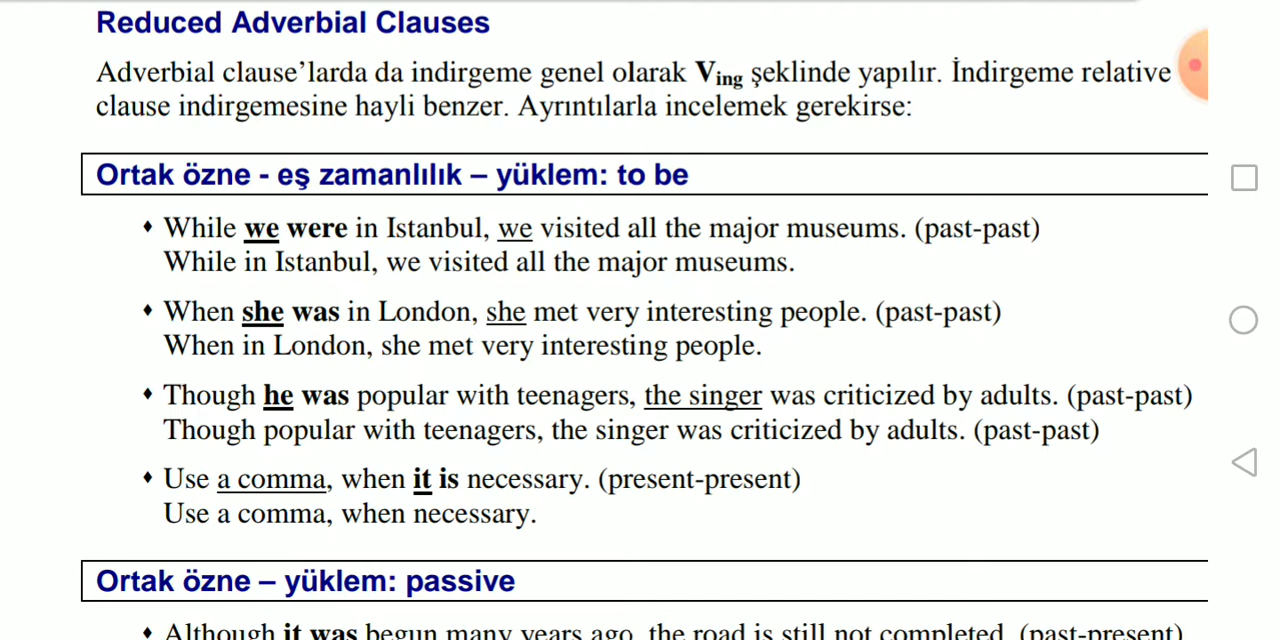 Reduced Adverbial Clauses
Adverbial clause’larda da indirgeme genel olarak Ving şeklinde yapılır. İndirgeme relative
clause indirgemesine hayli benzer. Ayrıntılarla incelemek gerekirse:
Ortak özne - eş zamanlılık – yüklem: to be
♦ While we were in Istanbul, we visited all the major museums. (past-past)
While in Istanbul, we visited all the major museums.
♦ When she was in London, she met very interesting people. (past-past)
When in London, she met very interesting people.
♦ Though he was popular with teenagers, the singer was criticized by adults. (past-past)
Though popular with teenagers, the singer was criticized by adults. (past-past)
♦ Use a comma, when it is necessary. (present-present)
Use a comma, when necessary.
Ortak özne – yüklem: passive
♦ Although it was begun many years ago, the road is still not completed. (past-present)